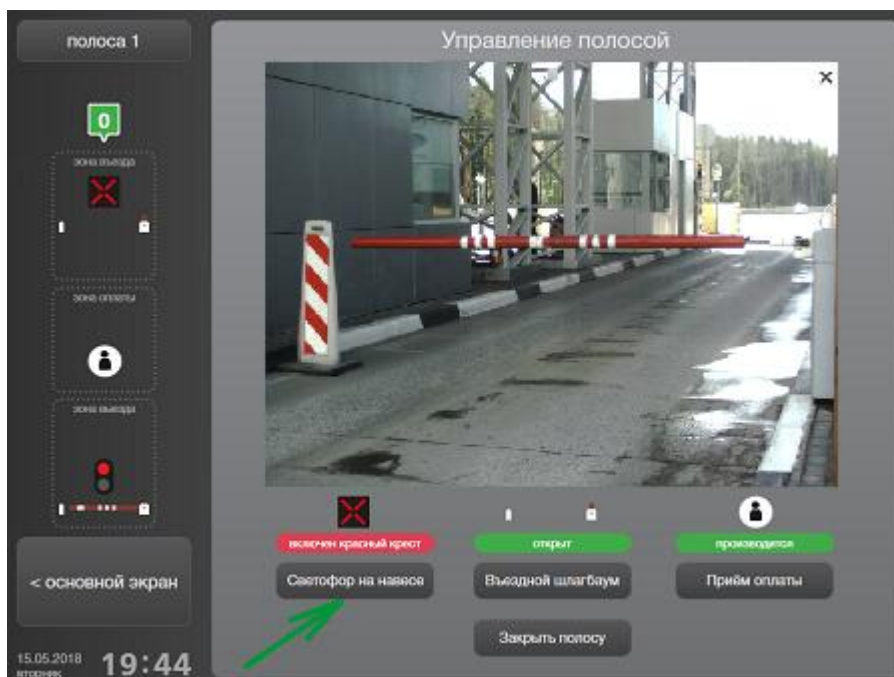 полоса 1
0
зона въезда
зона оплаты
зона выезда
< основной экран
15.05.2018
вторник
19:44
Управление полосой
включен красный крест
открыт
производится
Светофор на навесе
Въездной шлагбаум
Приём оплаты
Закрыть полосу